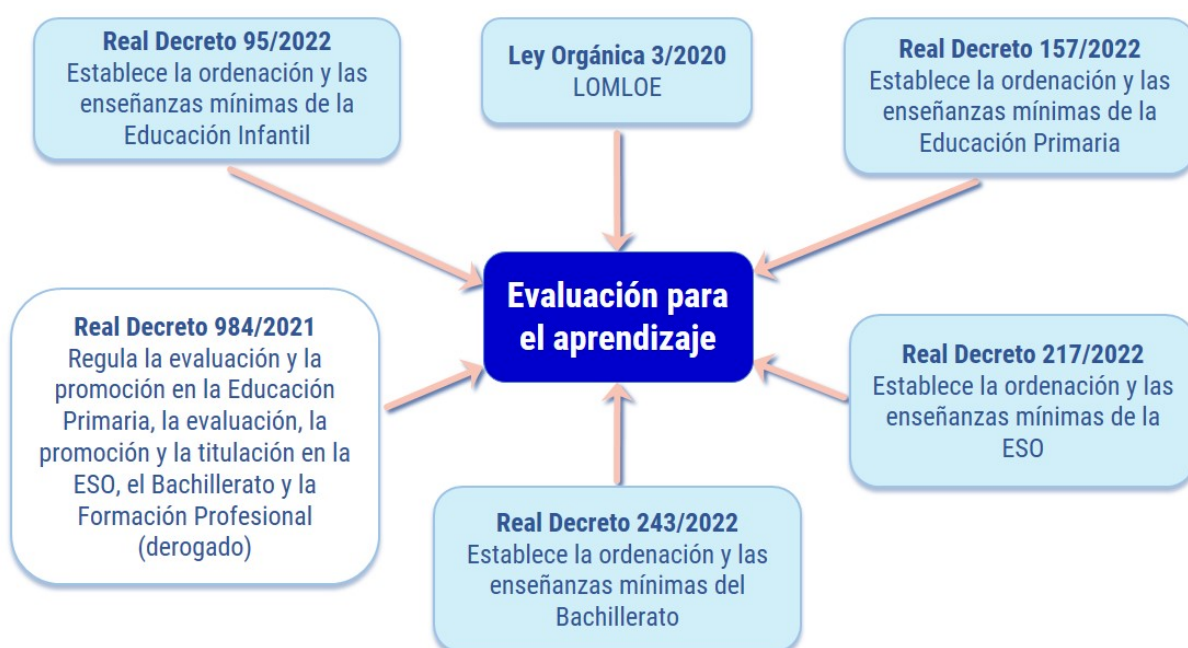 Real Decreto 95/2022
Establece la ordenación y las
enseñanzas mínimas de la
Educación Infantil
Ley Orgánica 3/2020
LOMLOE
Real Decreto 157/2022
Establece la ordenación y las
enseñanzas mínimas de la
Educación Primaria
Evaluación para
el aprendizaje
Real Decreto 984/2021
Regula la evaluación y la
promoción en la Educación
Primaria, la evaluación, la
promoción y la titulación en la
ESO, el Bachillerato y la
Formación Profesional
(derogado)
Real Decreto 217/2022
Establece la ordenación y las
enseñanzas mínimas de la
ESO
Real Decreto 243/2022
Establece la ordenación y las
enseñanzas mínimas del
Bachillerato